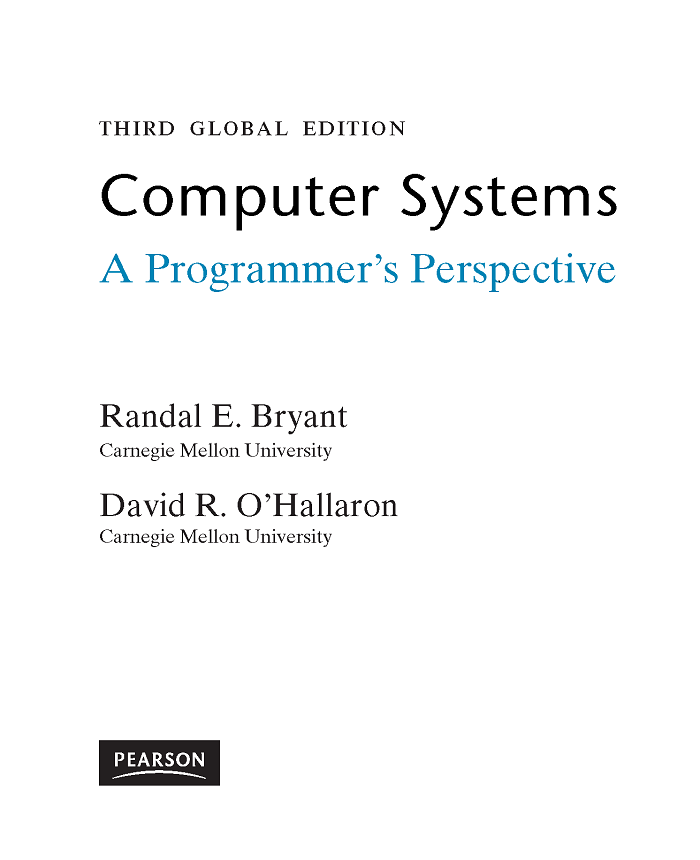 THIRD GLOBAL EDITION
Computer Systems
A Programmer’s Perspective
Randal E. Bryant
Carnegie Mellon University
David R. O’Hallaron
Carnegie Mellon University
PEARSON